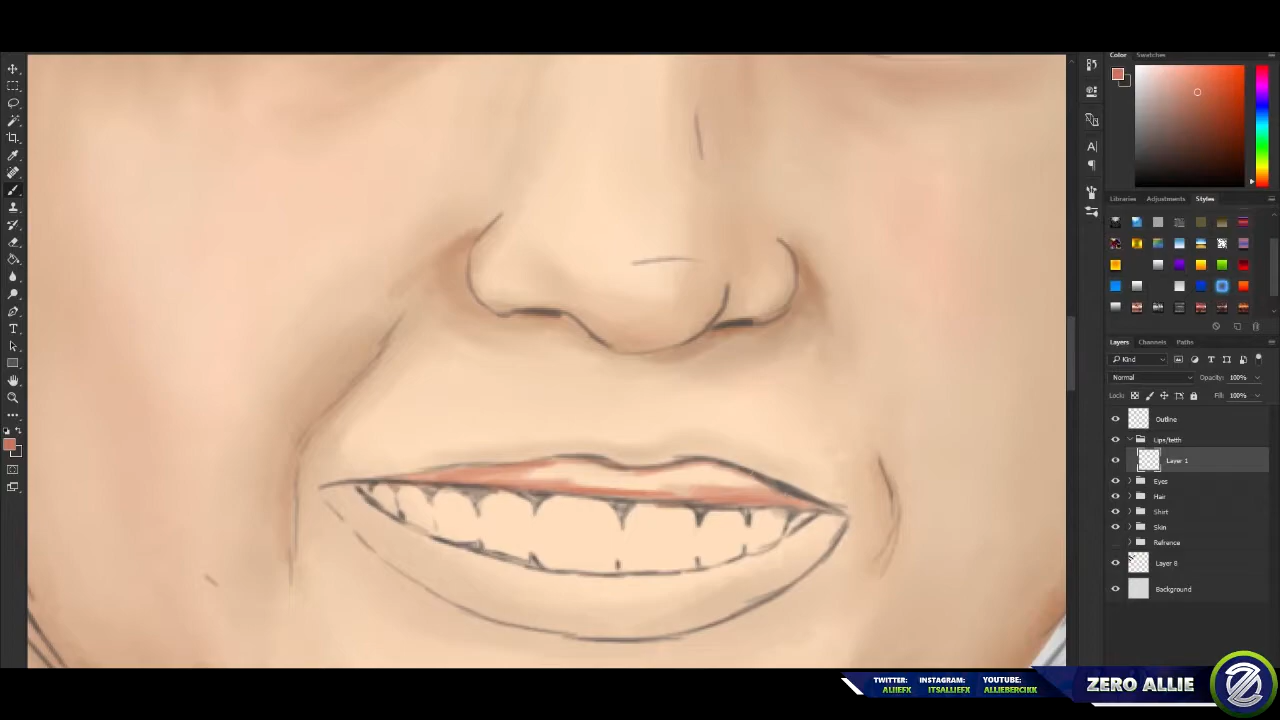 Color Swatches
Libraries Adjustments Styles
Layers Channels Paths
Kind
Normal Opacity: 100%
Lock: Fill: 100%
Outline
Lips/teeth
Layer 1
Eyes
Hair
Shirt
Skin
Refrence
Layer 8
Background
TWITTER: INSTAGRAM: YOUTUBE:
ALIIEFX ITSALLIEFX ALLIEBERCIKK
ZERO ALLIE